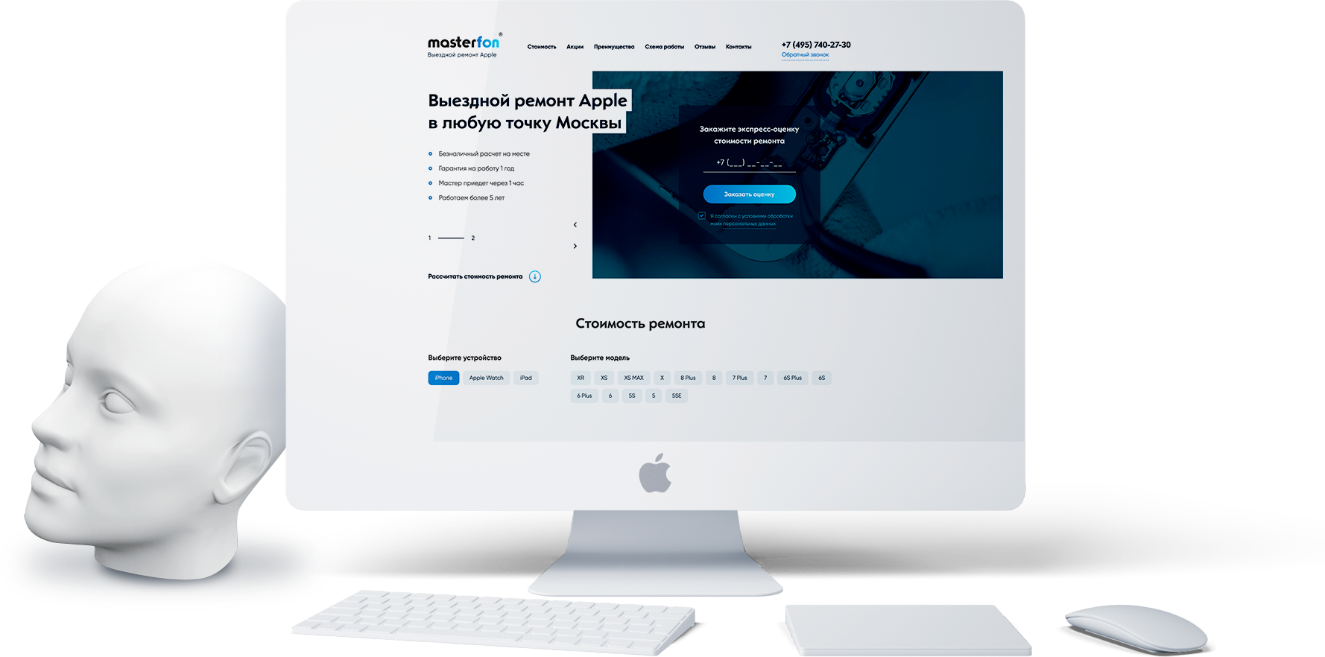 masterfon®
Выездной ремонт Apple
Стоимость Акции Преимущества Схема работы Отзывы Контакты
+7 (495) 740-27-30
Обратный звонок
Выездной ремонт Apple
в любую точку Москвы
Безналичный расчет на месте
Гарантия на работу 1 год
Мастер приедет через 1 час
Работаем более 5 лет
1 2
Рассчитать стоимость ремонта
Закажите экспресс-оценку
стоимости ремонта
+7 (___) __-__-__
Заказать оценку
Я согласен с условиями обработки
моих персональных данных
Стоимость ремонта
Выберите устройство
iPhone Apple Watch iPad
Выберите модель
XR XS XS MAX X 8 Plus 8 7 Plus 7 6S Plus 6S
6 Plus 6 5S 5 5SE